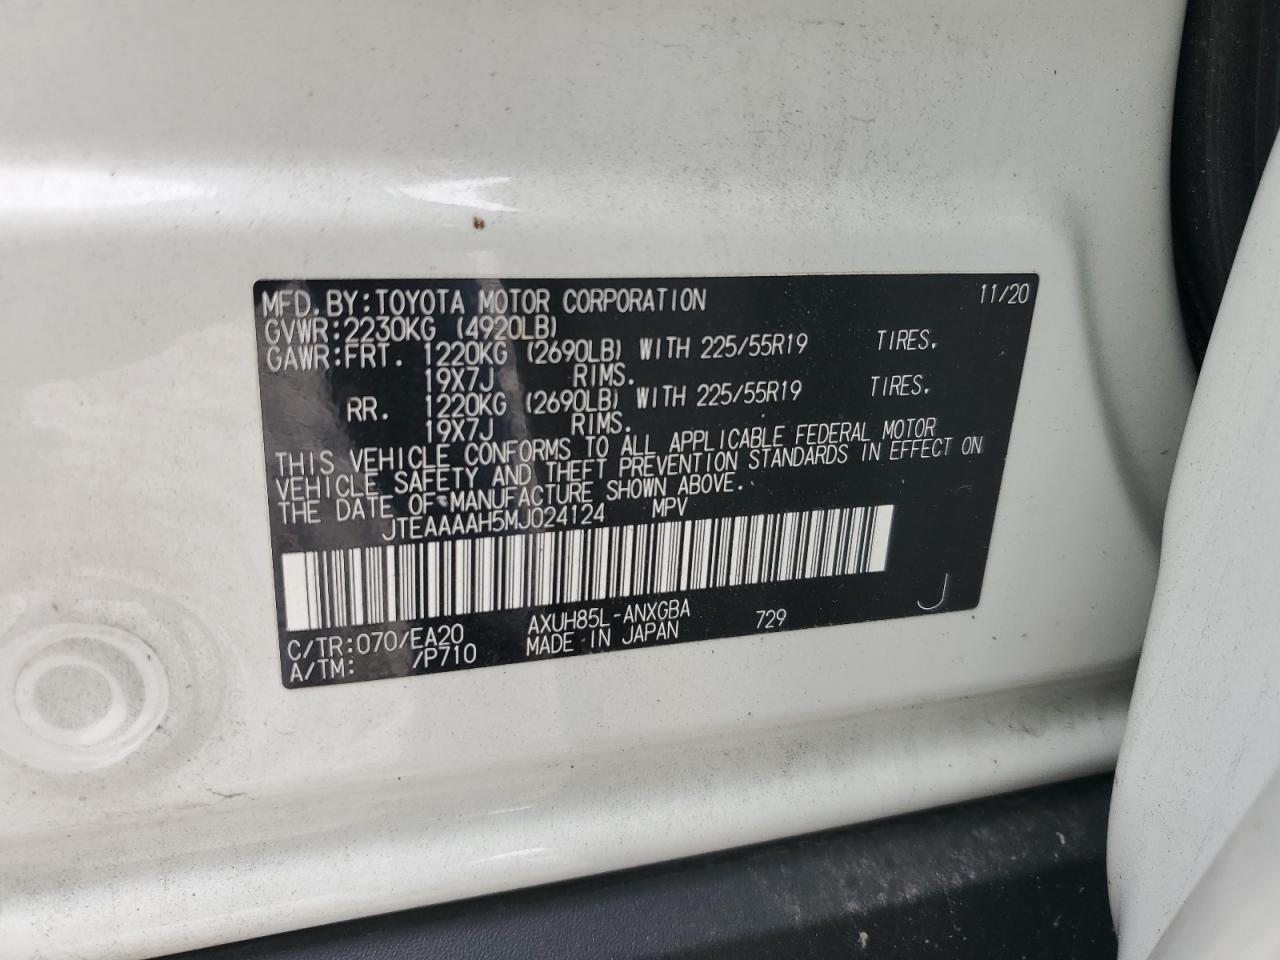 MFD.BY:TOYOTA MOTOR CORPORATION 11/20
GVWR:2230KG (4920LB)
GAWR:FRT. 1220KG (2690LB) WITH 225/55R19 TIRES.
19X7J RIMS.
RR. 1220KG (2690LB) WITH 225/55R19 TIRES.
19X7J RIMS.
THIS VEHICLE CONFORMS TO ALL APPLICABLE FEDERAL MOTOR
VEHICLE SAFETY AND THEFT PREVENTION STANDARDS IN EFFECT ON
THE DATE OF MANUFACTURE SHOWN ABOVE.
JTEAAAAH5MJ024124 MPV
C/TR:070/EA20 AXUH85L-ANXGBA 729 J
A/TM: /P710 MADE IN JAPAN